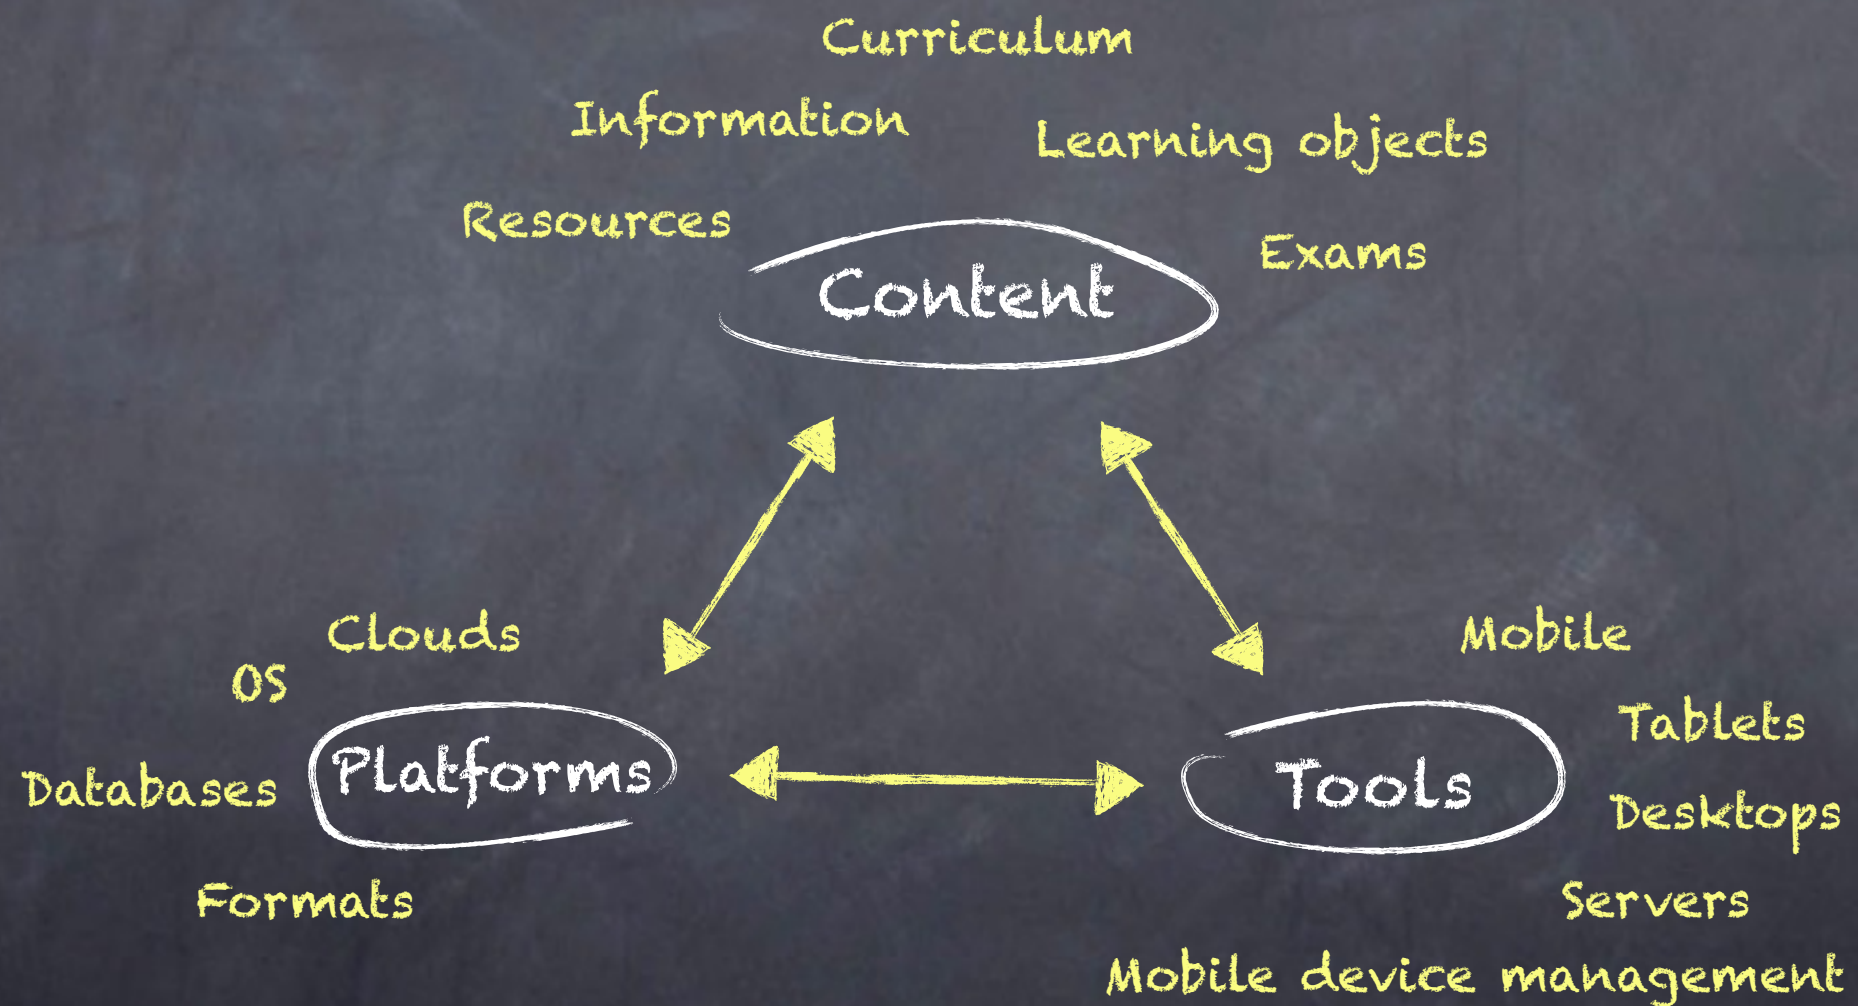 Curriculum
Information
Learning objects
Resources
Exams
Content
Clouds
OS
Platforms
Databases
Formats
Mobile
Tablets
Tools
Desktops
Servers
Mobile device management